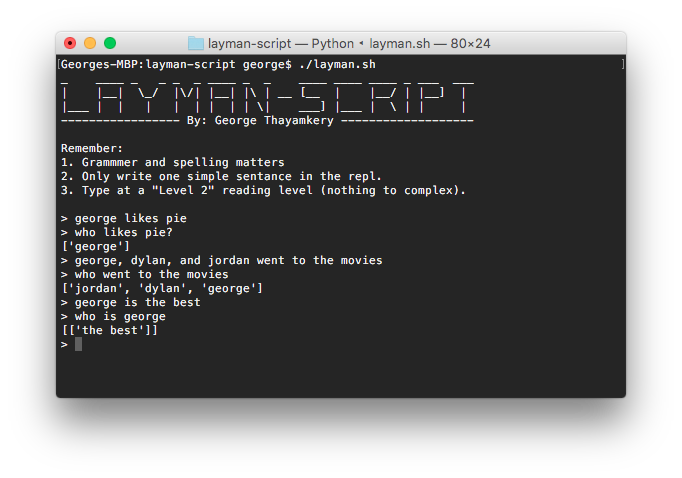 layman-script — Python ◂ layman.sh — 80×24
[Georges-MBP:layman-script george$ ./layman.sh ]
LAYMAN-SCRIPT
----------------- By: George Thayamkery -------------------
Remember:
1. Grammmer and spelling matters
2. Only write one simple sentance in the repl.
3. Type at a "Level 2" reading level (nothing to complex).
> george likes pie
> who likes pie?
['george']
> george, dylan, and jordan went to the movies
> who went to the movies
['jordan', 'dylan', 'george']
> george is the best
> who is george
[['the best']]
>